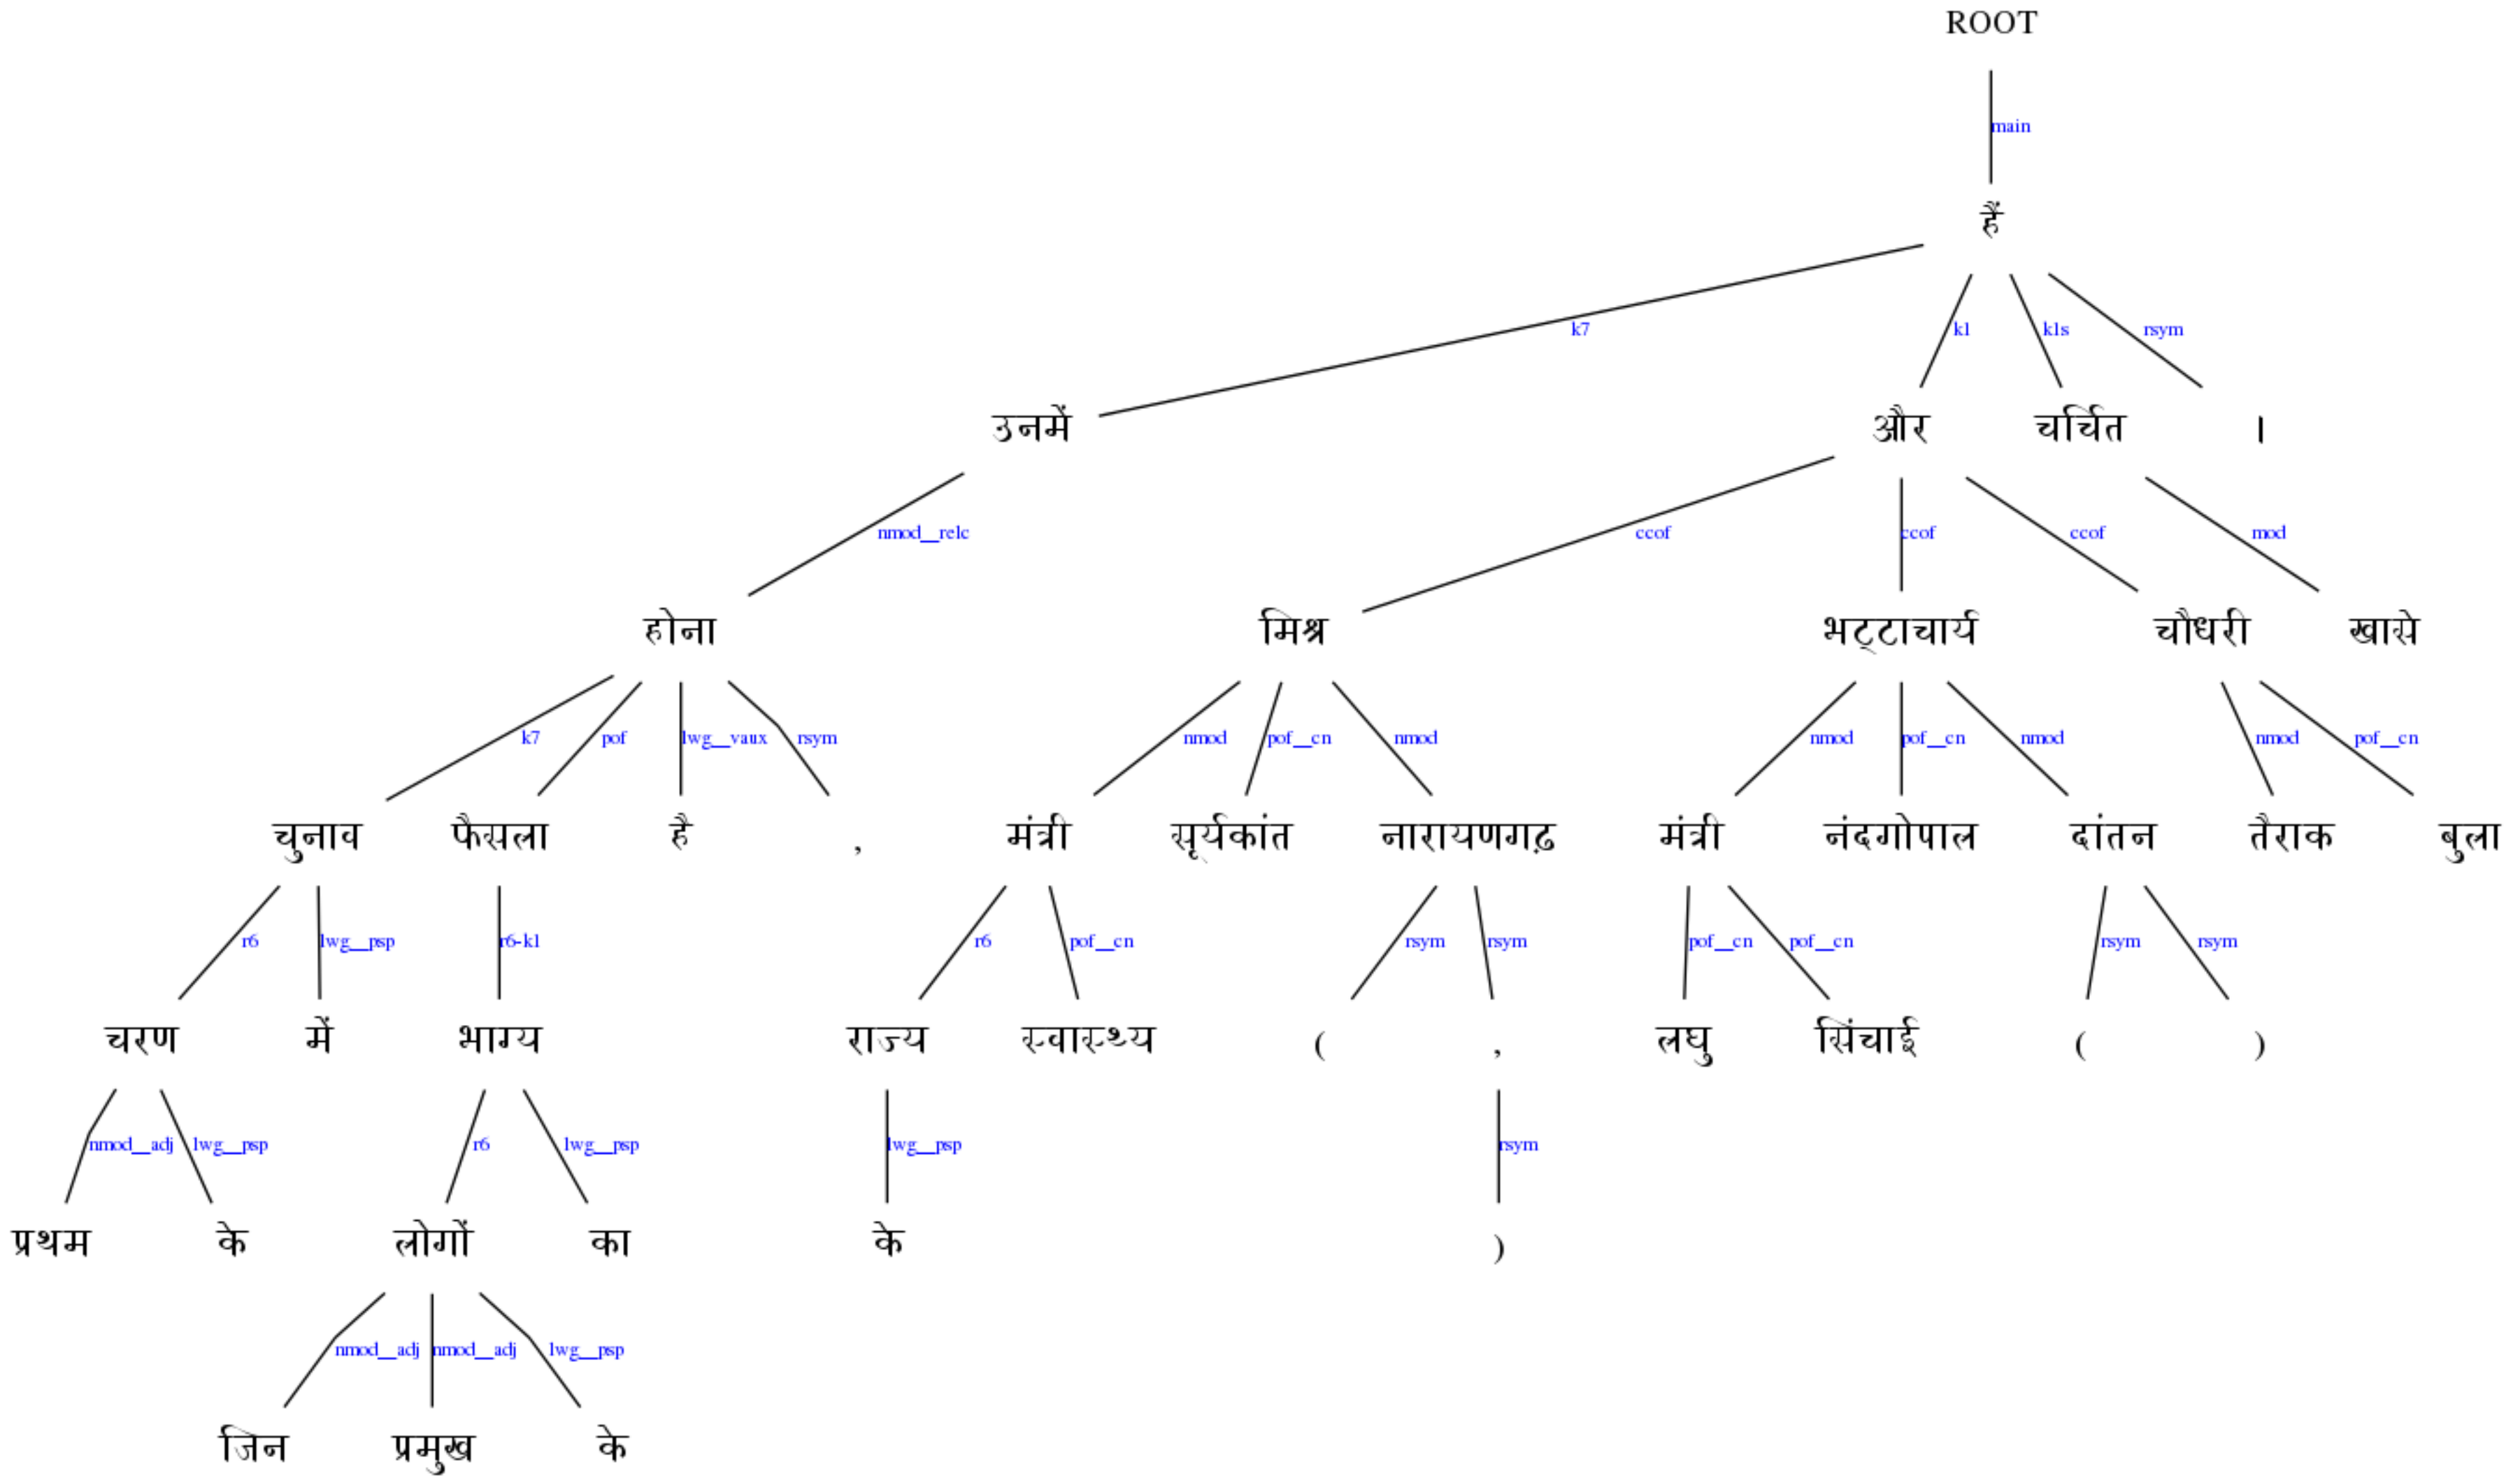 ROOT
main
हैं
k7 k1 k1s rsym
उनमें और चर्चित ।
nmod__relc ccof ccof ccof mod
होना मिश्र भट्टाचार्य चौधरी खासे
k7 pof lwg__vaux rsym nmod pof__cn nmod nmod pof__cn nmod nmod pof__cn
चुनाव फैसला है , मंत्री सूर्यकांत नारायणगढ़ मंत्री नंदगोपाल दांतन तैराक बुला
r6 lwg__psp r6-k1 r6 pof__cn rsym rsym pof__cn pof__cn rsym rsym
चरण में भाग्य राज्य स्वास्थ्य ( , लघु सिंचाई ( )
nmod__adj lwg__psp r6 lwg__psp lwg__psp rsym
प्रथम के लोगों का के )
nmod__adj nmod__adj lwg__psp
जिन प्रमुख के